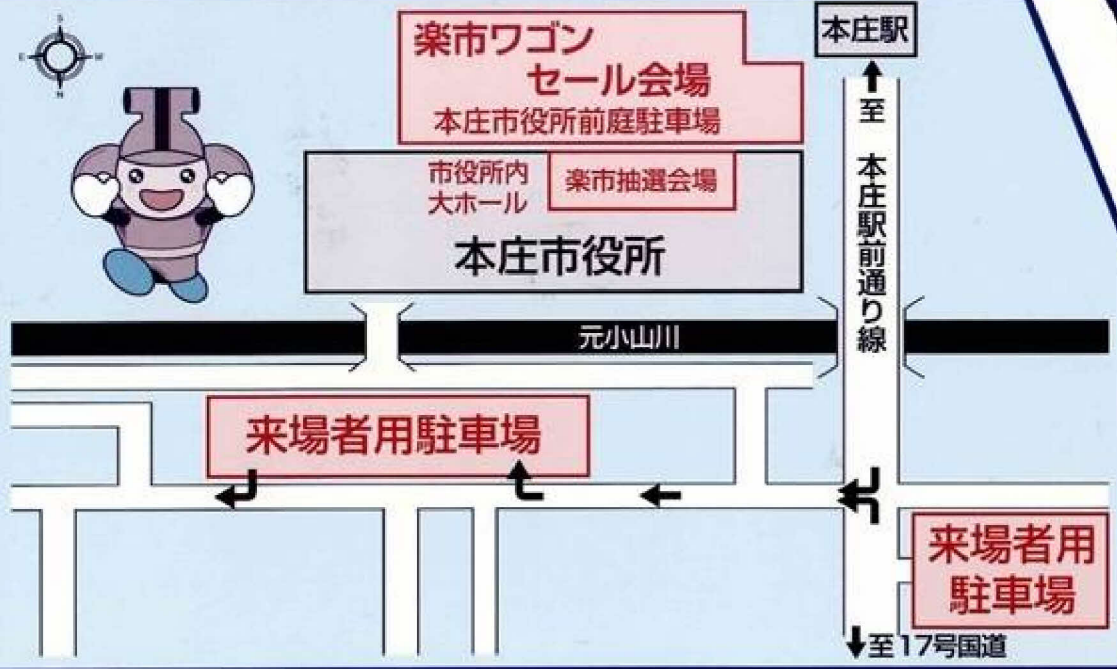 S
E
W
N
楽市ワゴン
セール会場
本庄市役所前庭駐車場
本庄駅
至 本庄駅前通り線
市役所内
大ホール
楽市抽選会場
本庄市役所
元小山川
来場者用駐車場
来場者用
駐車場
至17号国道